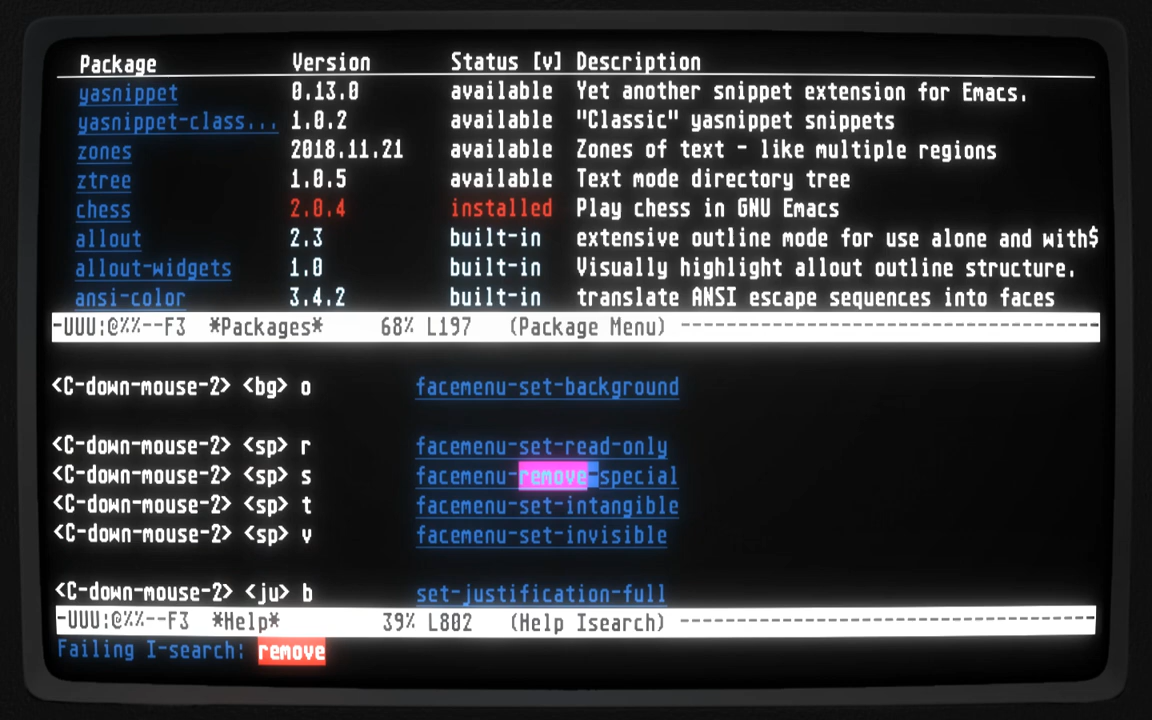 Package Version Status [v] Description
yasnippet 0.13.0 available Yet another snippet extension for Emacs.
yasnippet-class... 1.0.2 available "Classic" yasnippet snippets
zones 2018.11.21 available Zones of text - like multiple regions
ztree 1.0.5 available Text mode directory tree
chess 2.0.4 installed Play chess in GNU Emacs
allout 2.3 built-in extensive outline mode for use alone and with$
allout-widgets 1.0 built-in Visually highlight allout outline structure.
ansi-color 3.4.2 built-in translate ANSI escape sequences into faces
-UUU:@%%--F3 *Packages* 68% L197 (Package Menu) -------------------------------------
<C-down-mouse-2> <bg> o facemenu-set-background
<C-down-mouse-2> <sp> r facemenu-set-read-only
<C-down-mouse-2> <sp> s facemenu-remove-special
<C-down-mouse-2> <sp> t facemenu-set-intangible
<C-down-mouse-2> <sp> v facemenu-set-invisible
<C-down-mouse-2> <ju> b set-justification-full
-UUU:@%%--F3 *Help* 39% L802 (Help Isearch) -------------------------------------
Failing I-search: remove